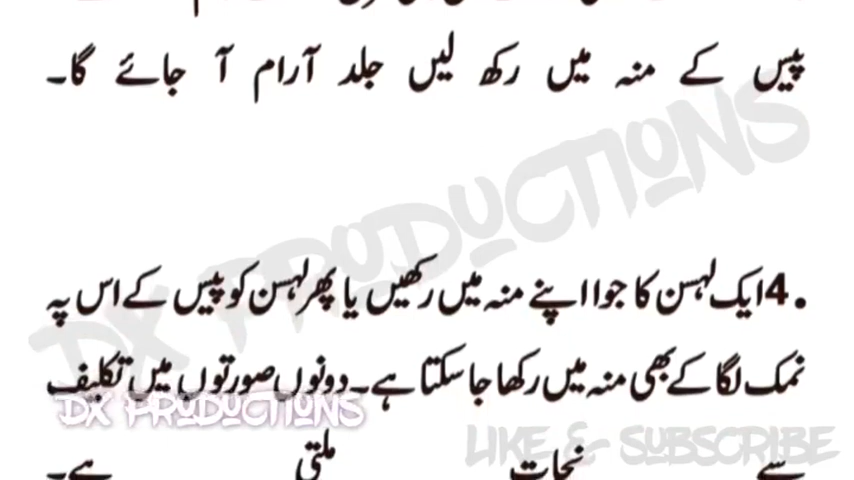 پیس کے منہ میں رکھ لیں جلد آرام آ جائے گا۔
DX PRODUCTIONS
.4 ایک لہسن کا جوا اپنے منہ میں رکھیں یا پھر لہسن کو پیس کے اس پہ
نمک لگا کے بھی منہ میں رکھا جا سکتا ہے۔ دونوں صورتوں میں تکلیف
DX PRODUCTIONS
LIKE & SUBSCRIBE
سے نجات ملتی ہے۔